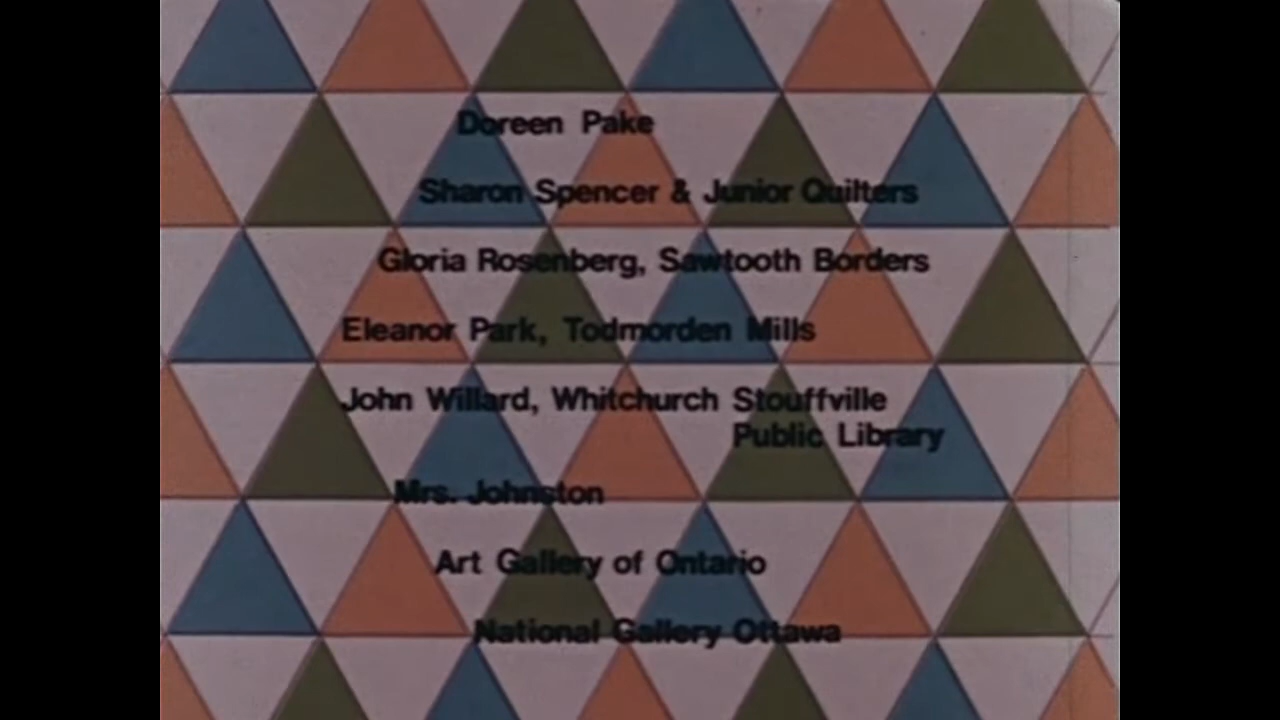 Doreen Pake
Sharon Spencer & Junior Quilters
Gloria Rosenberg, Sawtooth Borders
Eleanor Park, Todmorden Mills
John Willard, Whitchurch Stouffville
Public Library
Mrs. Johnston
Art Gallery of Ontario
National Gallery Ottawa